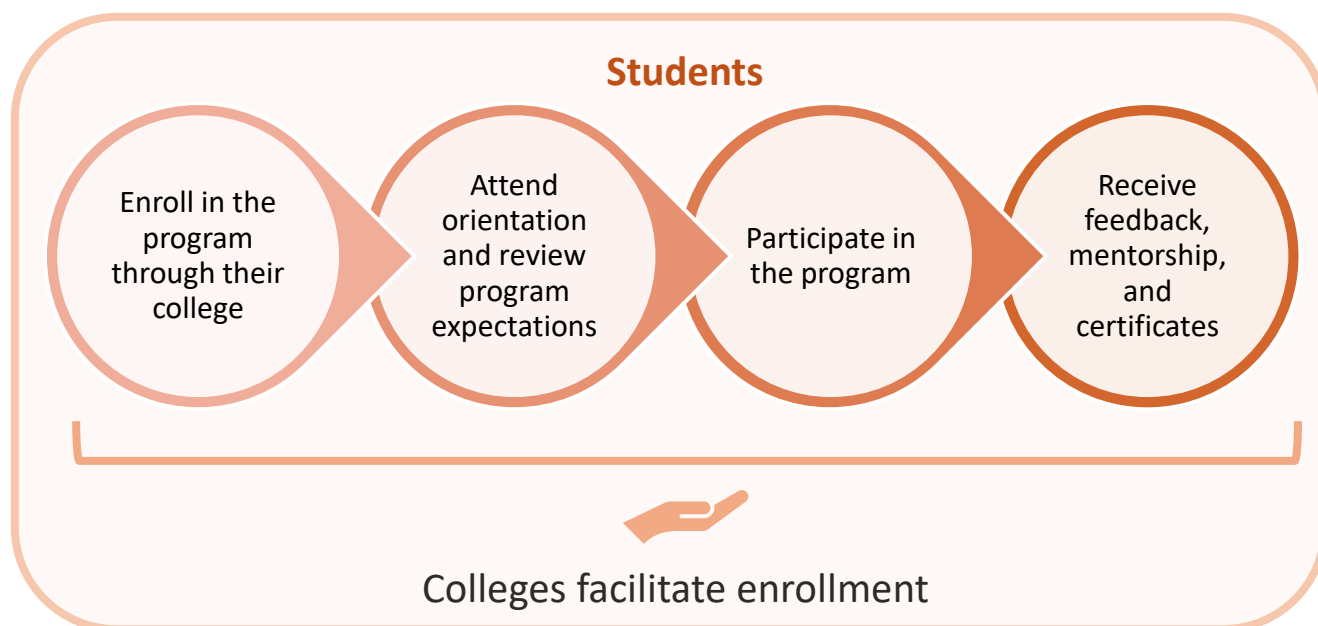 Students
Enroll in the
program
through their
college
Attend
orientation
and review
program
expectations
Participate in
the program
Receive
feedback,
mentorship,
and
certificates
Colleges facilitate enrollment